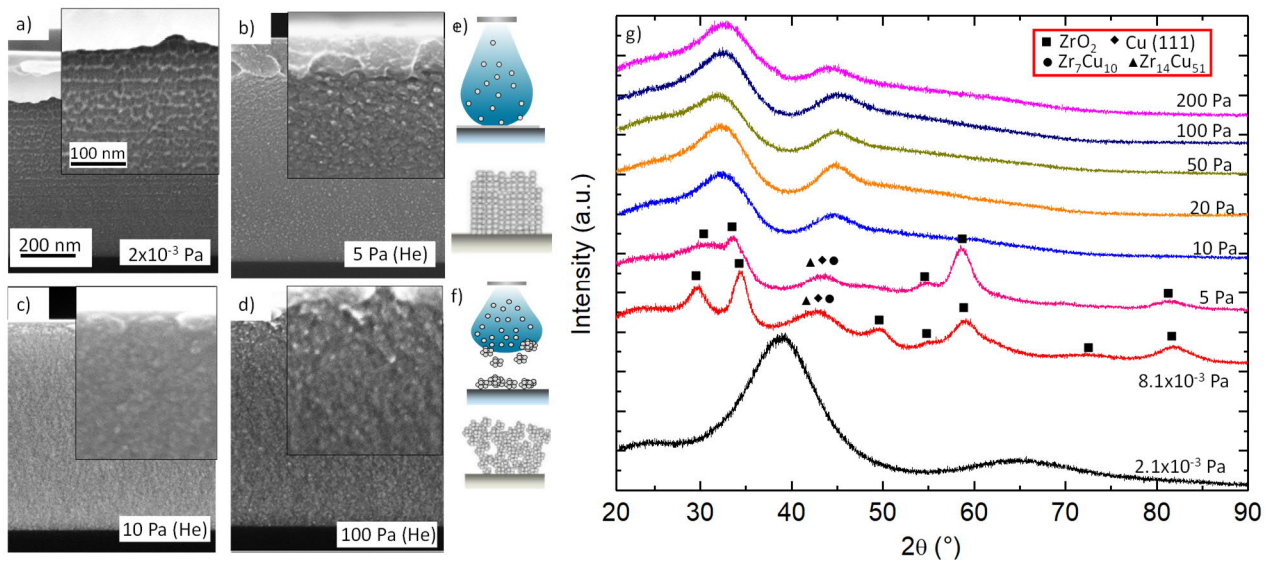 a)
100 nm
200 nm
2x10⁻³ Pa
b)
5 Pa (He)
c)
10 Pa (He)
d)
100 Pa (He)
e)
f)
g)
■ ZrO₂ ◆ Cu (111)
● Zr₇Cu₁₀ ▲ Zr₁₄Cu₅₁
200 Pa
100 Pa
50 Pa
20 Pa
10 Pa
5 Pa
8.1x10⁻³ Pa
2.1x10⁻³ Pa
Intensity (a.u.)
20 30 40 50 60 70 80 90
2θ (°)